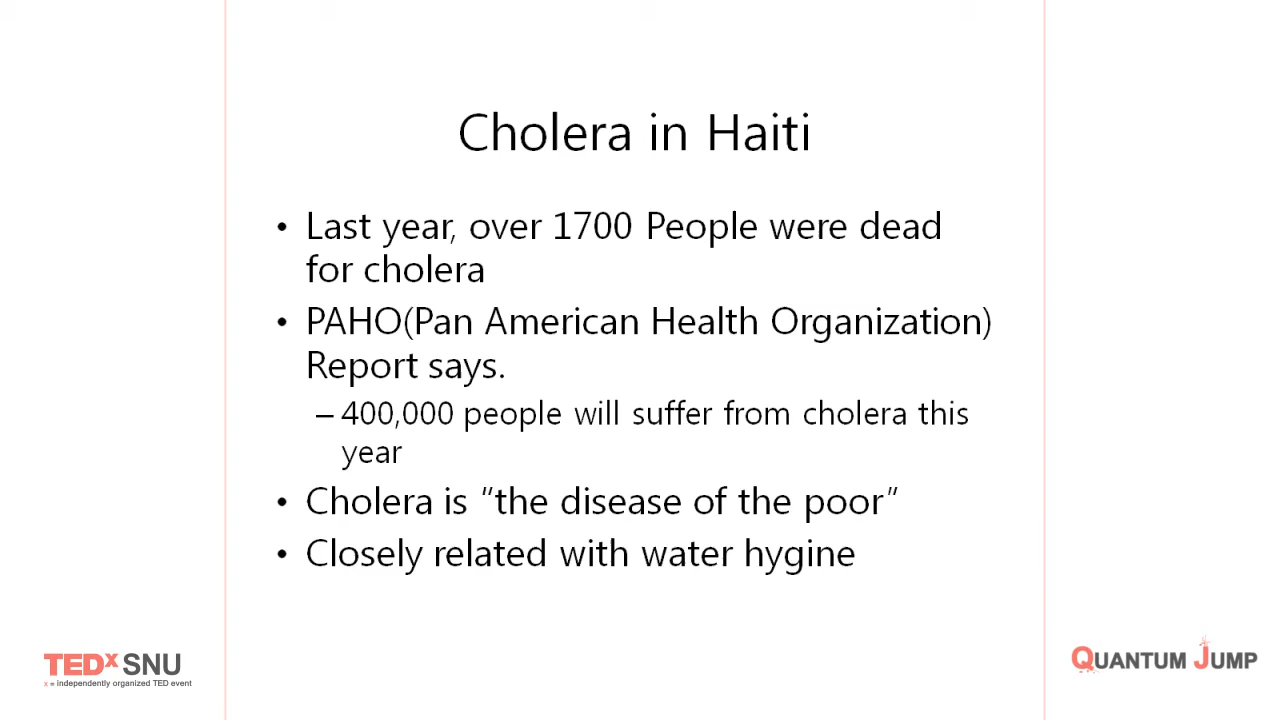 Cholera in Haiti
• Last year, over 1700 People were dead
for cholera
• PAHO(Pan American Health Organization)
Report says.
– 400,000 people will suffer from cholera this
year
• Cholera is "the disease of the poor"
• Closely related with water hygine
TEDx SNU
x = independently organized TED event
QUANTUM JUMP